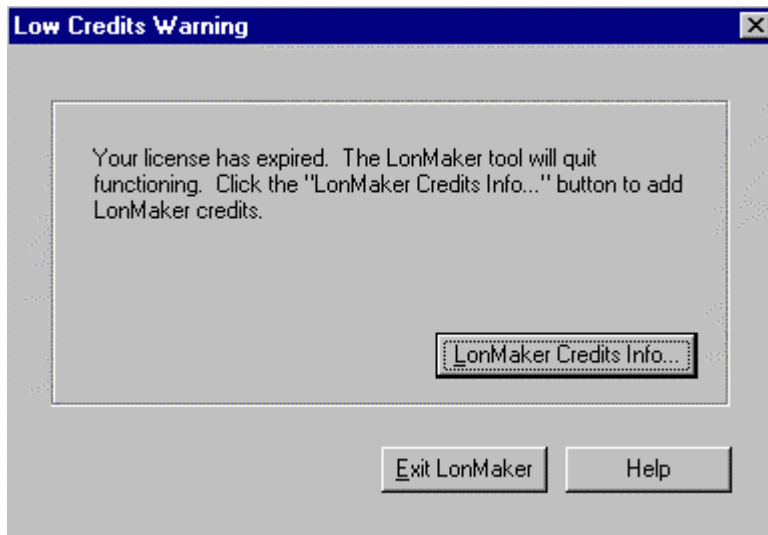 Low Credits Warning
Your license has expired.  The LonMaker tool will quit
functioning.  Click the "LonMaker Credits Info..." button to add
LonMaker credits.
LonMaker Credits Info...
Exit LonMaker
Help